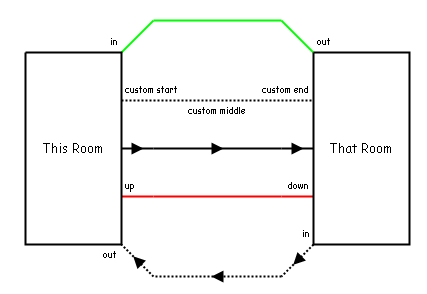 in
out
custom start
custom end
custom middle
This Room
That Room
up
down
in
out